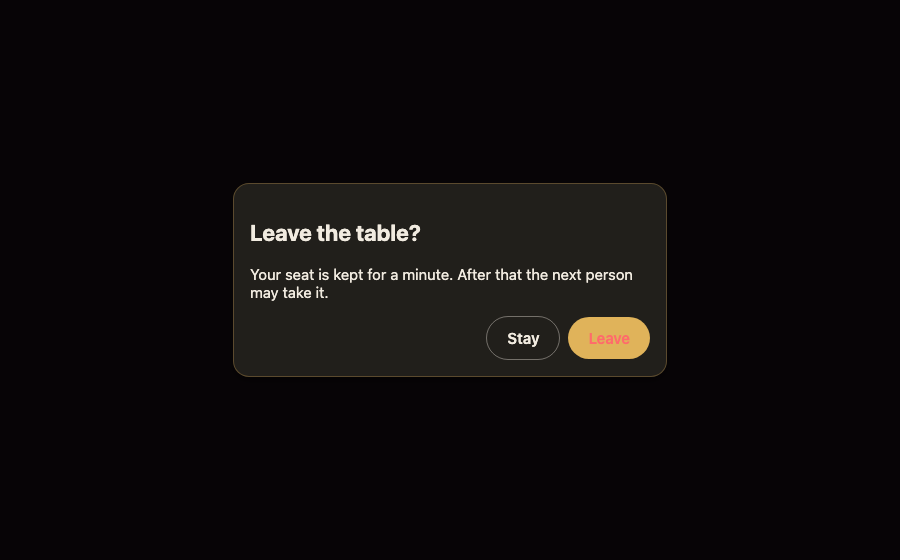 Leave the table?
Your seat is kept for a minute. After that the next person
may take it.
Stay
Leave